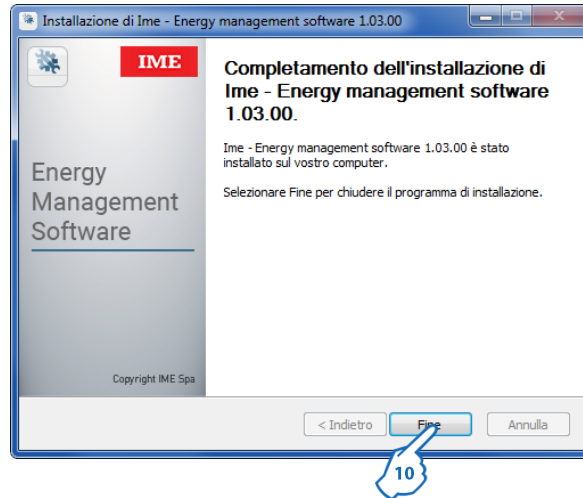 Installazione di Ime - Energy management software 1.03.00
IME
Completamento dell'installazione di
Ime - Energy management software
1.03.00.
Ime - Energy management software 1.03.00 è stato
installato sul vostro computer.
Selezionare Fine per chiudere il programma di installazione.
Energy
Management
Software
Copyright IME Spa
< Indietro
Fine
Annulla
10